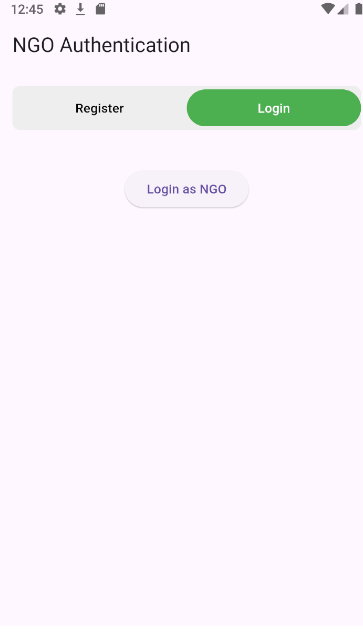 12:45
NGO Authentication
Register
Login
Login as NGO